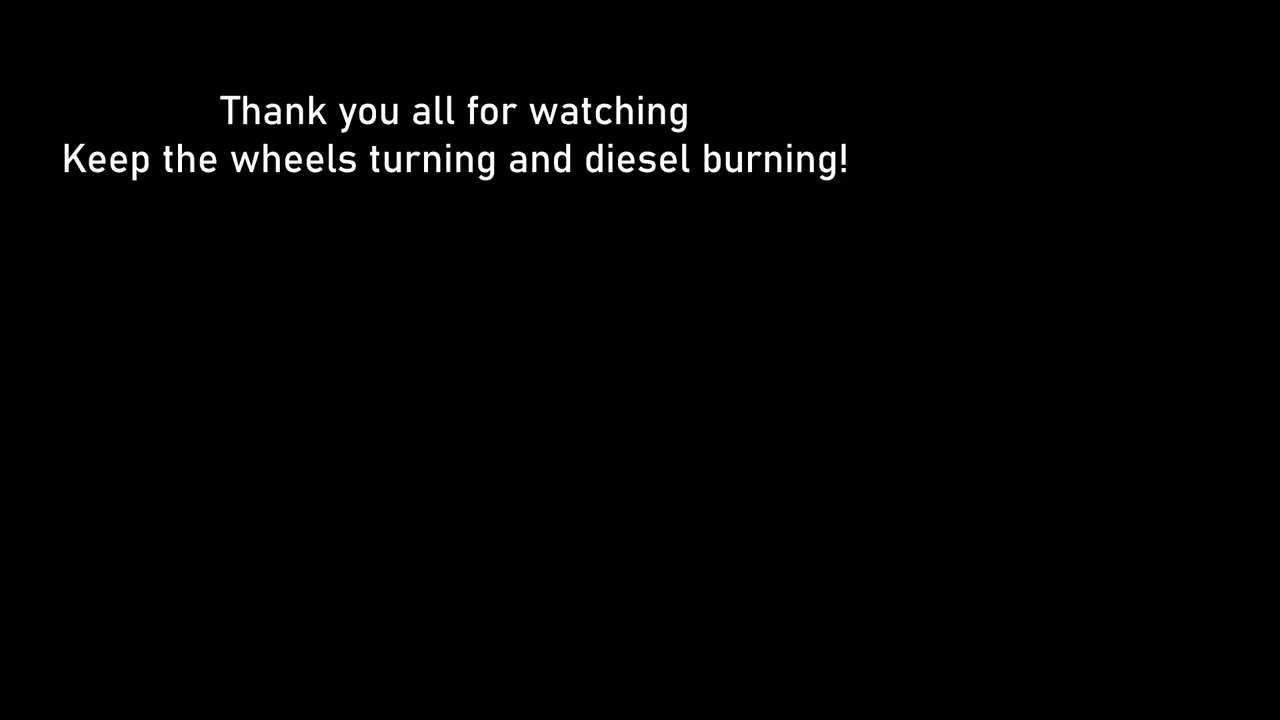 Thank you all for watching
Keep the wheels turning and diesel burning!